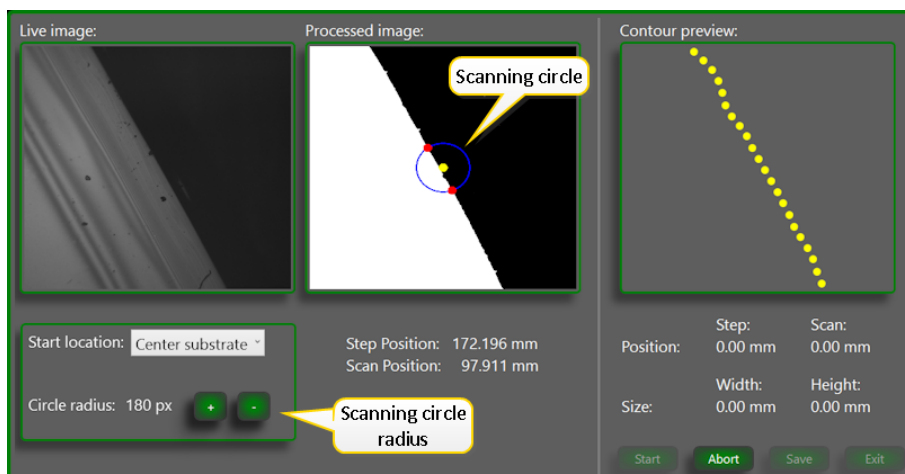 Live image:
Processed image:
Contour preview:
Scanning circle
Start location: Center substrate
Circle radius: 180 px + -
Scanning circle
radius
Step Position: 172.196 mm
Scan Position: 97.911 mm
Step: Scan:
Position: 0.00 mm 0.00 mm
Width: Height:
Size: 0.00 mm 0.00 mm
Start Abort Save Exit